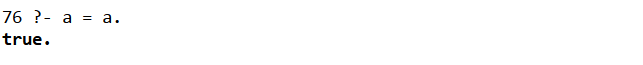 76 ?- a = a.
true.